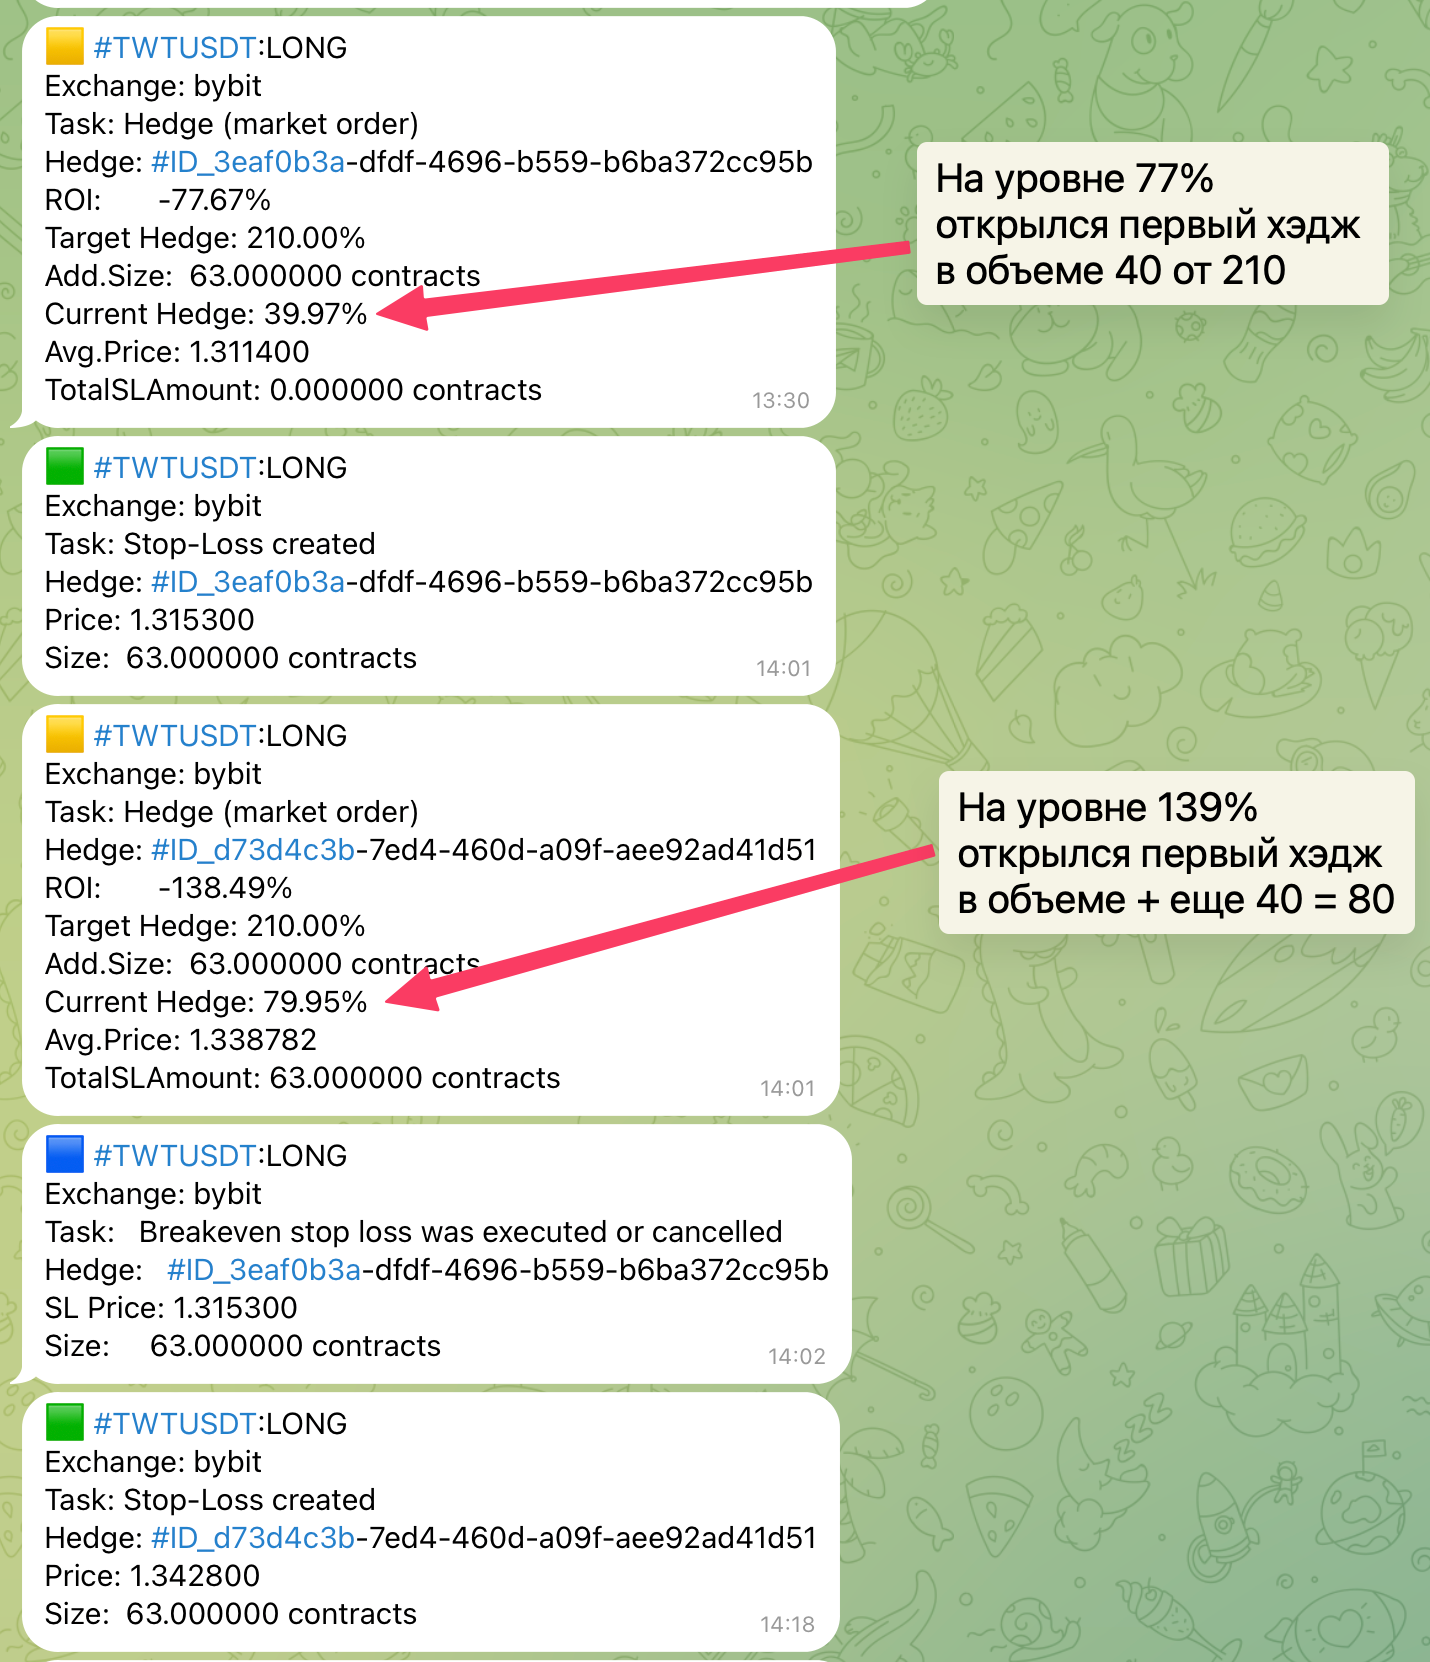 #TWTUSDT:LONG
Exchange: bybit
Task: Hedge (market order)
Hedge: #ID_3eaf0b3a-dfdf-4696-b559-b6ba372cc95b
ROI: -77.67%
Target Hedge: 210.00%
Add.Size: 63.000000 contracts
Current Hedge: 39.97%
Avg.Price: 1.311400
TotalSLAmount: 0.000000 contracts
13:30
На уровне 77%
открылся первый хэдж
в объеме 40 от 210
#TWTUSDT:LONG
Exchange: bybit
Task: Stop-Loss created
Hedge: #ID_3eaf0b3a-dfdf-4696-b559-b6ba372cc95b
Price: 1.315300
Size: 63.000000 contracts
14:01
#TWTUSDT:LONG
Exchange: bybit
Task: Hedge (market order)
Hedge: #ID_d73d4c3b-7ed4-460d-a09f-aee92ad41d51
ROI: -138.49%
Target Hedge: 210.00%
Add.Size: 63.000000 contracts
Current Hedge: 79.95%
Avg.Price: 1.338782
TotalSLAmount: 63.000000 contracts
14:01
На уровне 139%
открылся первый хэдж
в объеме + еще 40 = 80
#TWTUSDT:LONG
Exchange: bybit
Task: Breakeven stop loss was executed or cancelled
Hedge: #ID_3eaf0b3a-dfdf-4696-b559-b6ba372cc95b
SL Price: 1.315300
Size: 63.000000 contracts
14:02
#TWTUSDT:LONG
Exchange: bybit
Task: Stop-Loss created
Hedge: #ID_d73d4c3b-7ed4-460d-a09f-aee92ad41d51
Price: 1.342800
Size: 63.000000 contracts
14:18